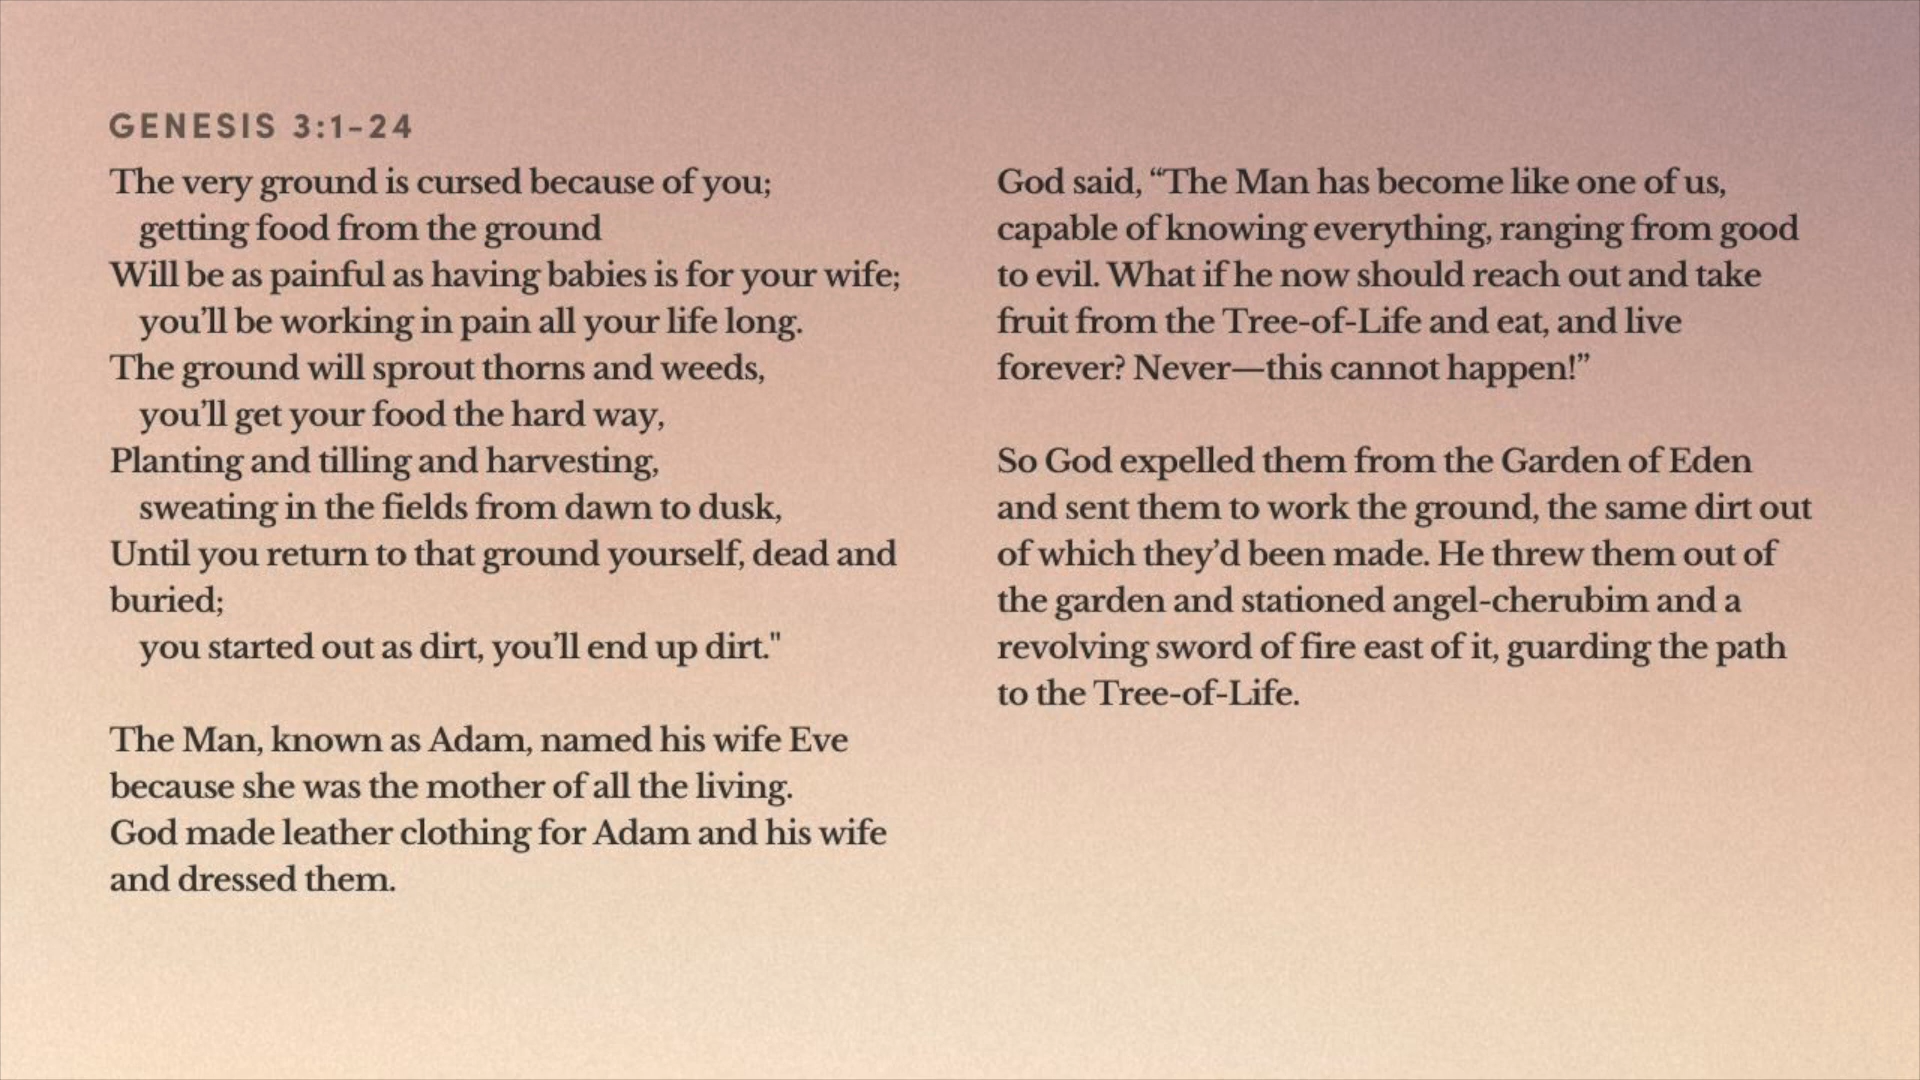 GENESIS 3:1–24
The very ground is cursed because of you;
getting food from the ground
Will be as painful as having babies is for your wife;
you’ll be working in pain all your life long.
The ground will sprout thorns and weeds,
you’ll get your food the hard way,
Planting and tilling and harvesting,
sweating in the fields from dawn to dusk,
Until you return to that ground yourself, dead and
buried;
you started out as dirt, you’ll end up dirt."
The Man, known as Adam, named his wife Eve
because she was the mother of all the living.
God made leather clothing for Adam and his wife
and dressed them.
God said, “The Man has become like one of us,
capable of knowing everything, ranging from good
to evil. What if he now should reach out and take
fruit from the Tree-of-Life and eat, and live
forever? Never—this cannot happen!”
So God expelled them from the Garden of Eden
and sent them to work the ground, the same dirt out
of which they’d been made. He threw them out of
the garden and stationed angel-cherubim and a
revolving sword of fire east of it, guarding the path
to the Tree-of-Life.